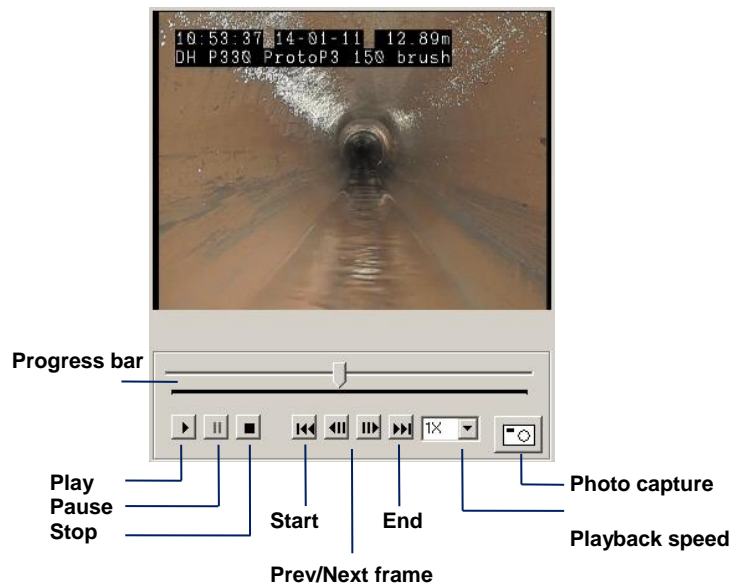 10:53:37 14-01-11 12.89m
DH P330 ProtoP3 150 brush
Progress bar
1X
Play
Pause
Stop
Start
End
Prev/Next frame
Photo capture
Playback speed